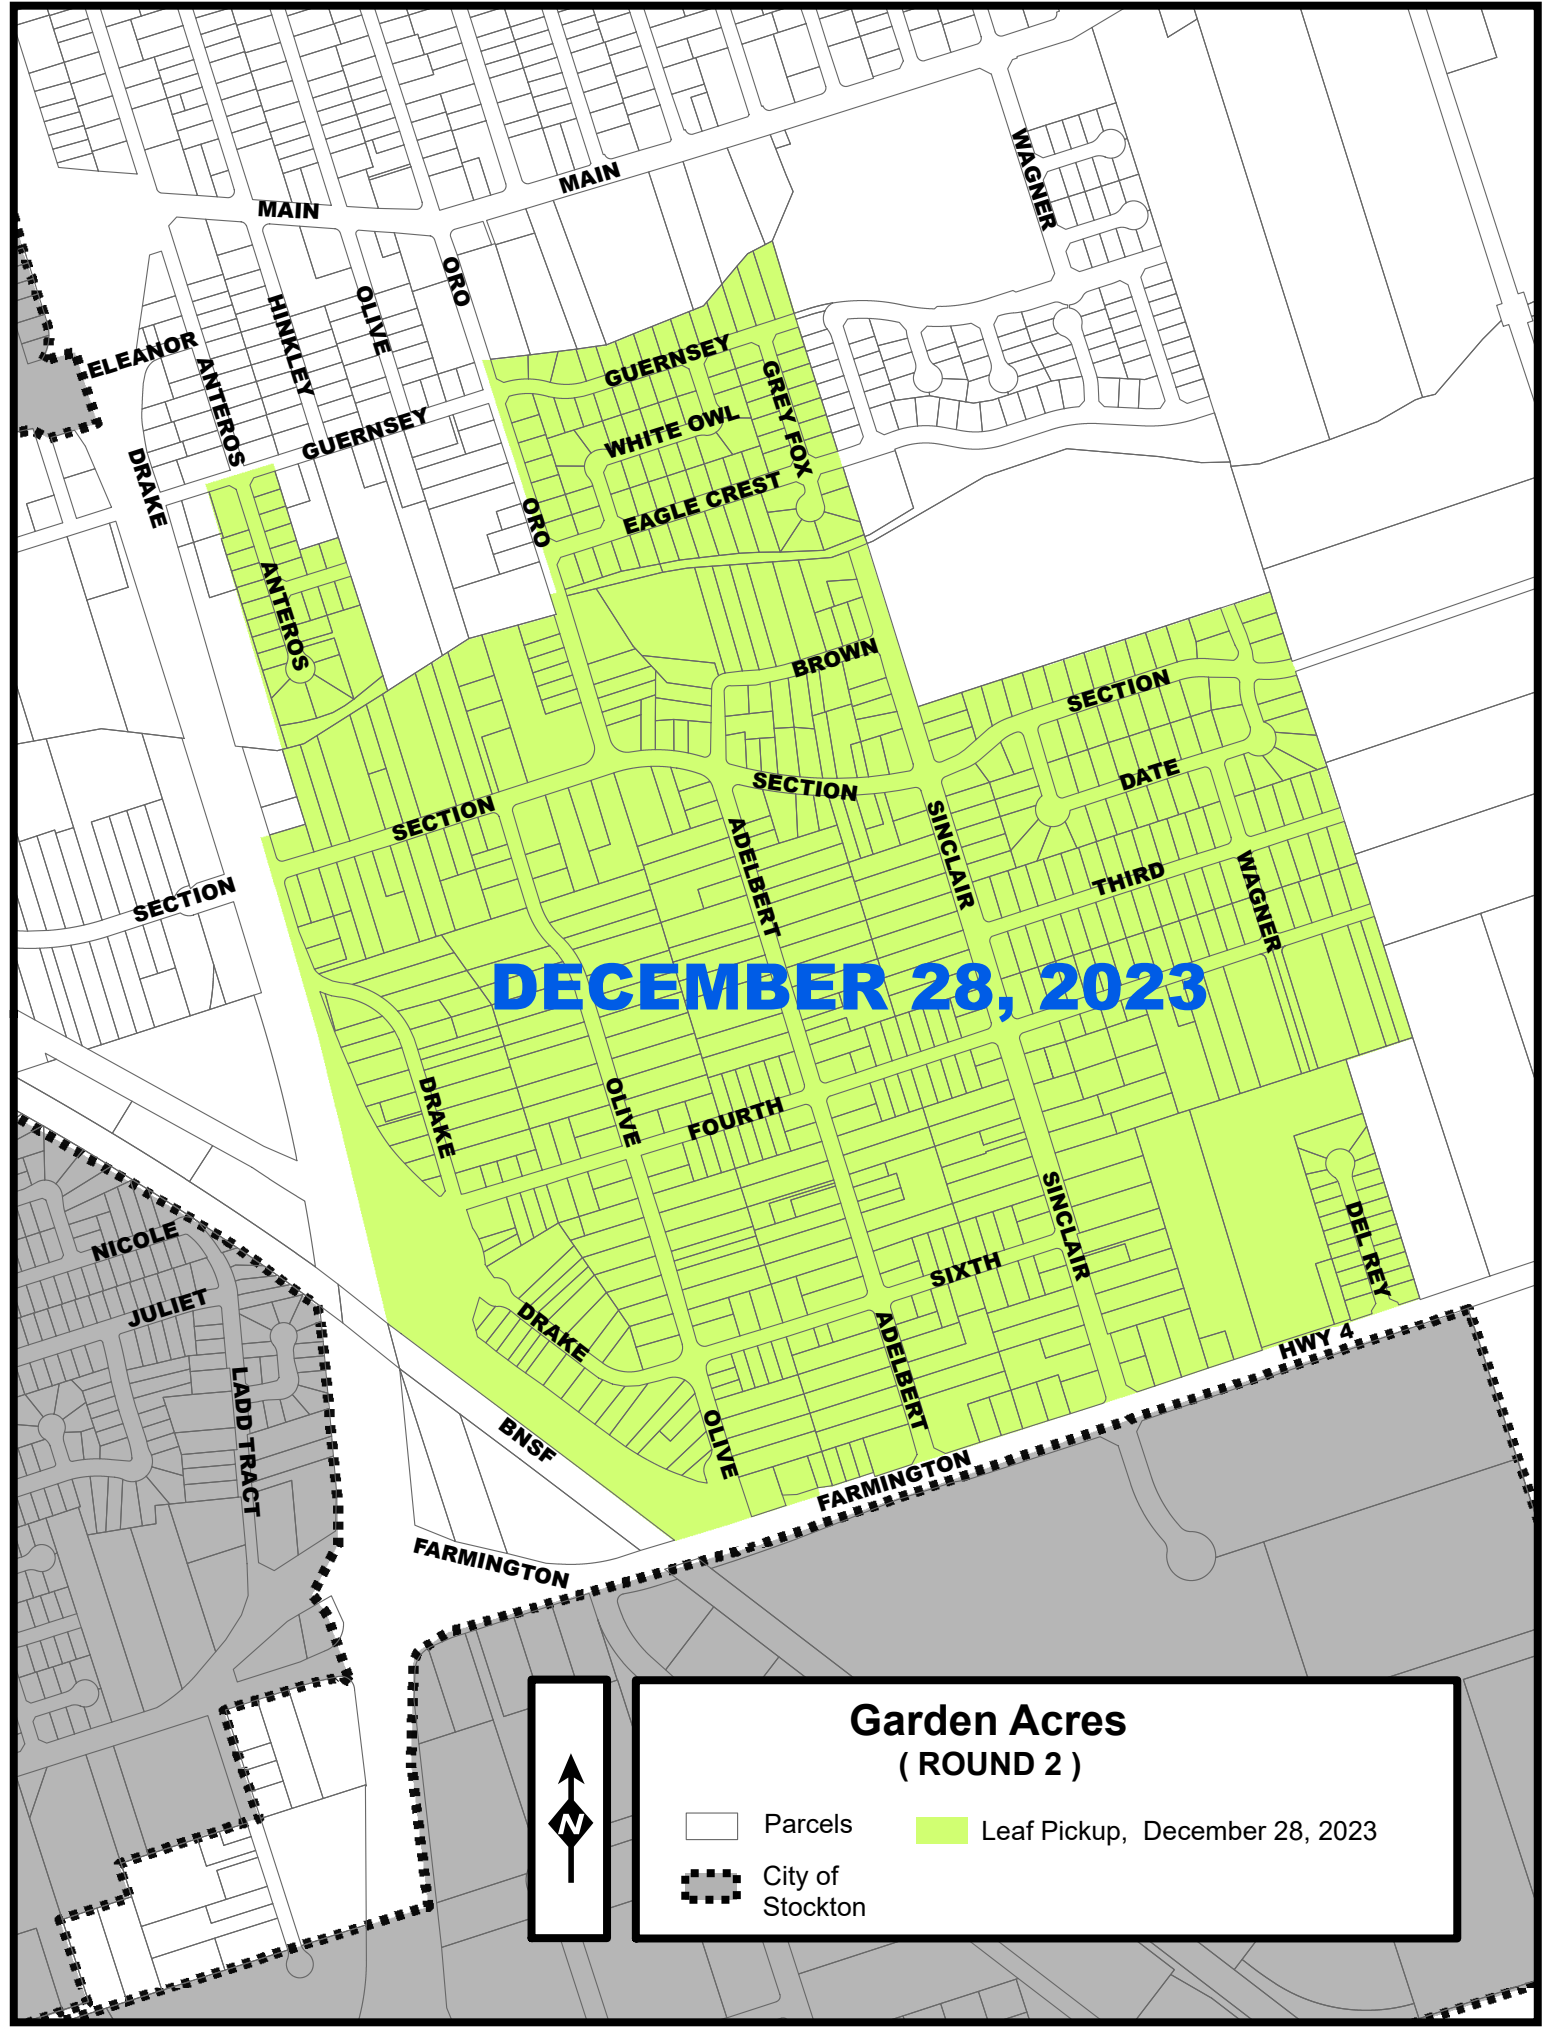 MAIN
WAGNER
MAIN
ORO
OLIVE
HINKLEY
ELEANOR
ANTEROS
GUERNSEY
GREY FOX
WHITE OWL
GUERNSEY
DRAKE
EAGLE CREST
ORO
ANTEROS
BROWN
SECTION
DATE
SECTION
SECTION
SINCLAIR
ADELBERT
THIRD
WAGNER
SECTION
DECEMBER 28, 2023
DRAKE
OLIVE
FOURTH
SINCLAIR
DEL REY
NICOLE
SIXTH
JULIET
DRAKE
HWY 4
ADELBERT
LADD TRACT
OLIVE
BNSF
FARMINGTON
FARMINGTON
Garden Acres
( ROUND 2 )
N
Parcels
Leaf Pickup, December 28, 2023
City of
Stockton